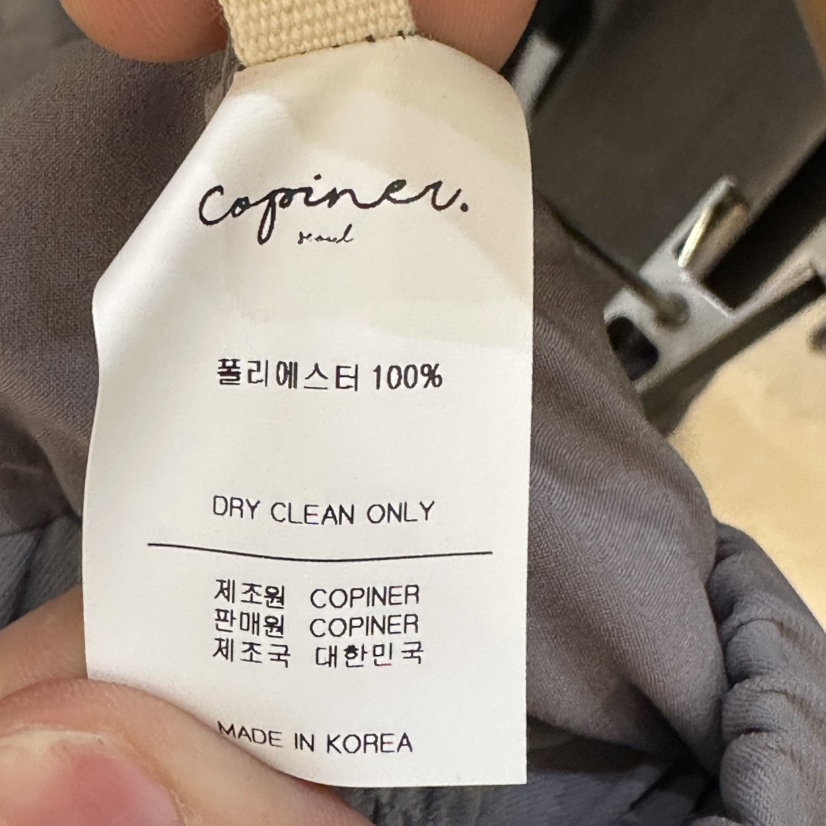 copiner.
seoul
폴리에스터 100%
DRY CLEAN ONLY
제조원 COPINER
판매원 COPINER
제조국 대한민국
MADE IN KOREA